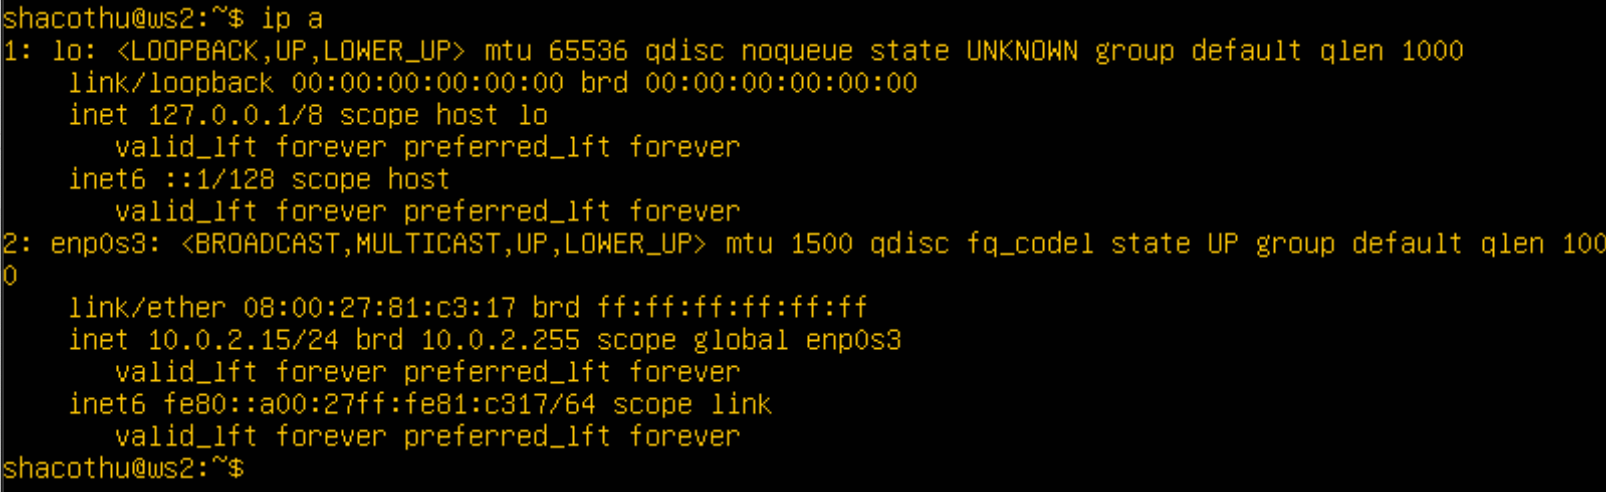 shacothu@ws2:~$ ip a
1: lo: <LOOPBACK,UP,LOWER_UP> mtu 65536 qdisc noqueue state UNKNOWN group default qlen 1000
    link/loopback 00:00:00:00:00:00 brd 00:00:00:00:00:00
    inet 127.0.0.1/8 scope host lo
       valid_lft forever preferred_lft forever
    inet6 ::1/128 scope host
       valid_lft forever preferred_lft forever
2: enp0s3: <BROADCAST,MULTICAST,UP,LOWER_UP> mtu 1500 qdisc fq_codel state UP group default qlen 100
0
    link/ether 08:00:27:81:c3:17 brd ff:ff:ff:ff:ff:ff
    inet 10.0.2.15/24 brd 10.0.2.255 scope global enp0s3
       valid_lft forever preferred_lft forever
    inet6 fe80::a00:27ff:fe81:c317/64 scope link
       valid_lft forever preferred_lft forever
shacothu@ws2:~$